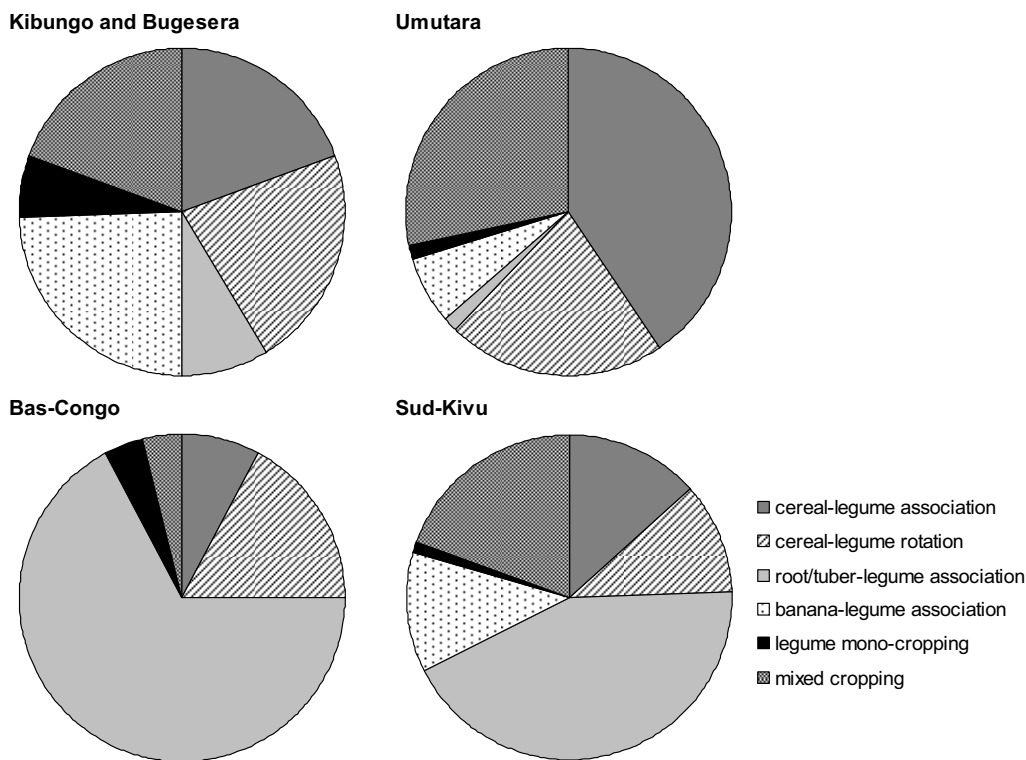 Kibungo and Bugesera
Umutara
Bas-Congo
Sud-Kivu
cereal-legume association
cereal-legume rotation
root/tuber-legume association
banana-legume association
legume mono-cropping
mixed cropping